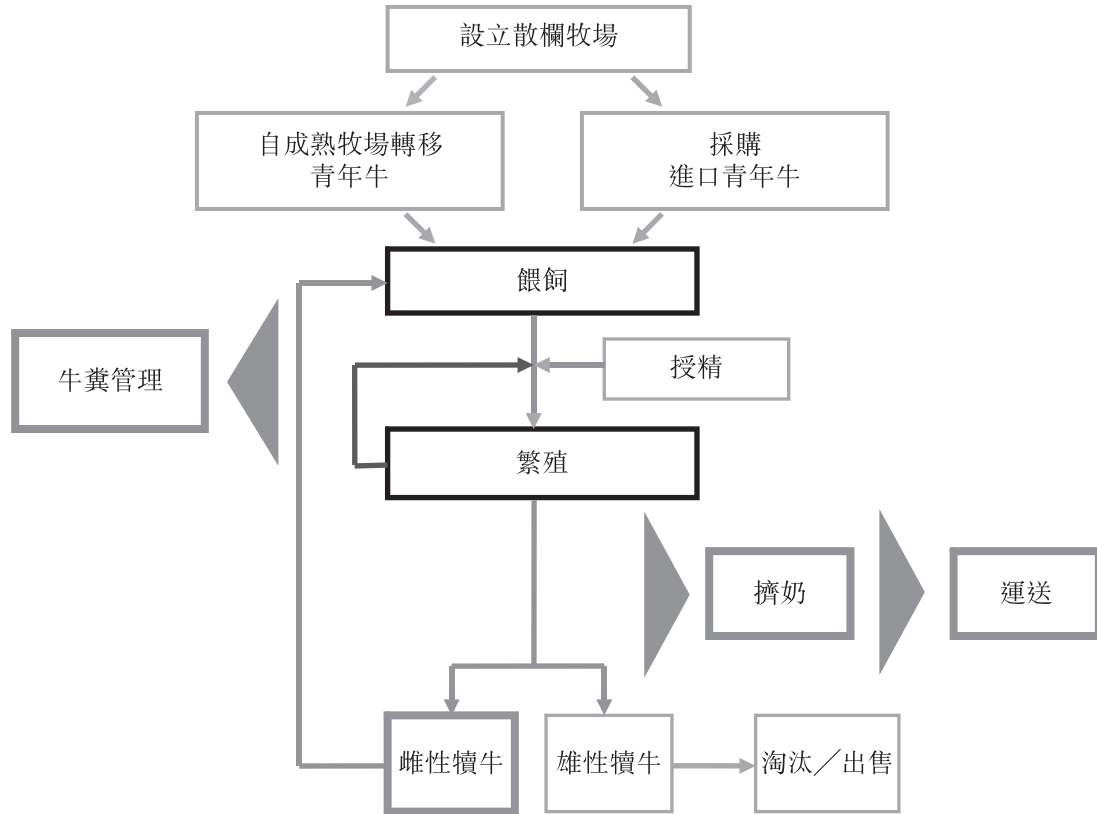 設立散欄牧場
自成熟牧場轉移
青年牛
採購
進口青年牛
餵飼
授精
牛糞管理
繁殖
擠奶
運送
雌性犢牛
雄性犢牛
淘汰／出售